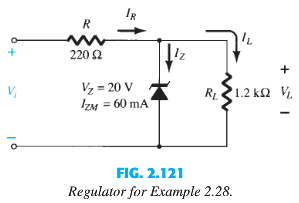 R
I_R
220 Ω
I_Z
I_L
+
V_i
–
V_Z = 20 V
I_ZM = 60 mA
R_L
1.2 kΩ
+
V_L
–
FIG. 2.121
Regulator for Example 2.28.